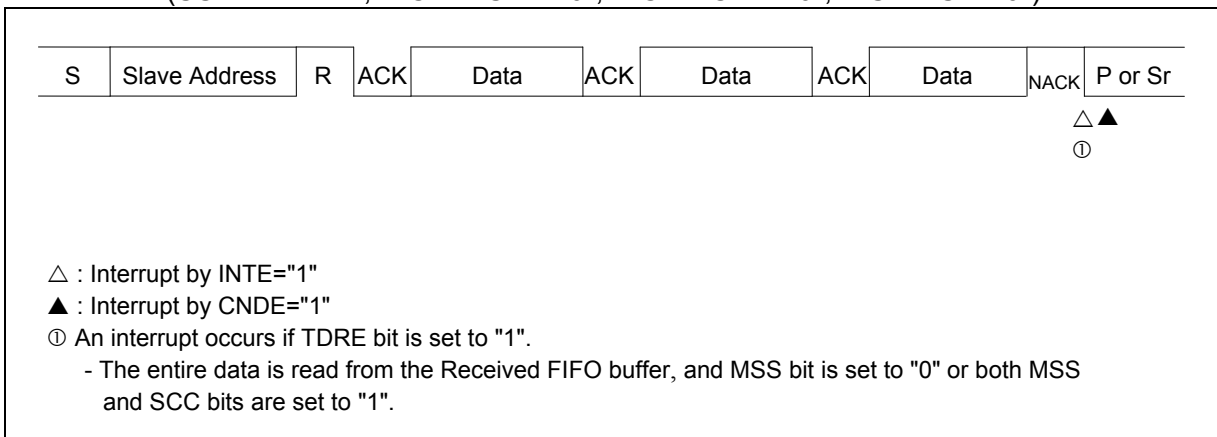 S Slave Address R ACK Data ACK Data ACK Data NACK P or Sr
△ ▲
①
△ : Interrupt by INTE="1"
▲ : Interrupt by CNDE="1"
① An interrupt occurs if TDRE bit is set to "1".
- The entire data is read from the Received FIFO buffer, and MSS bit is set to "0" or both MSS
and SCC bits are set to "1".